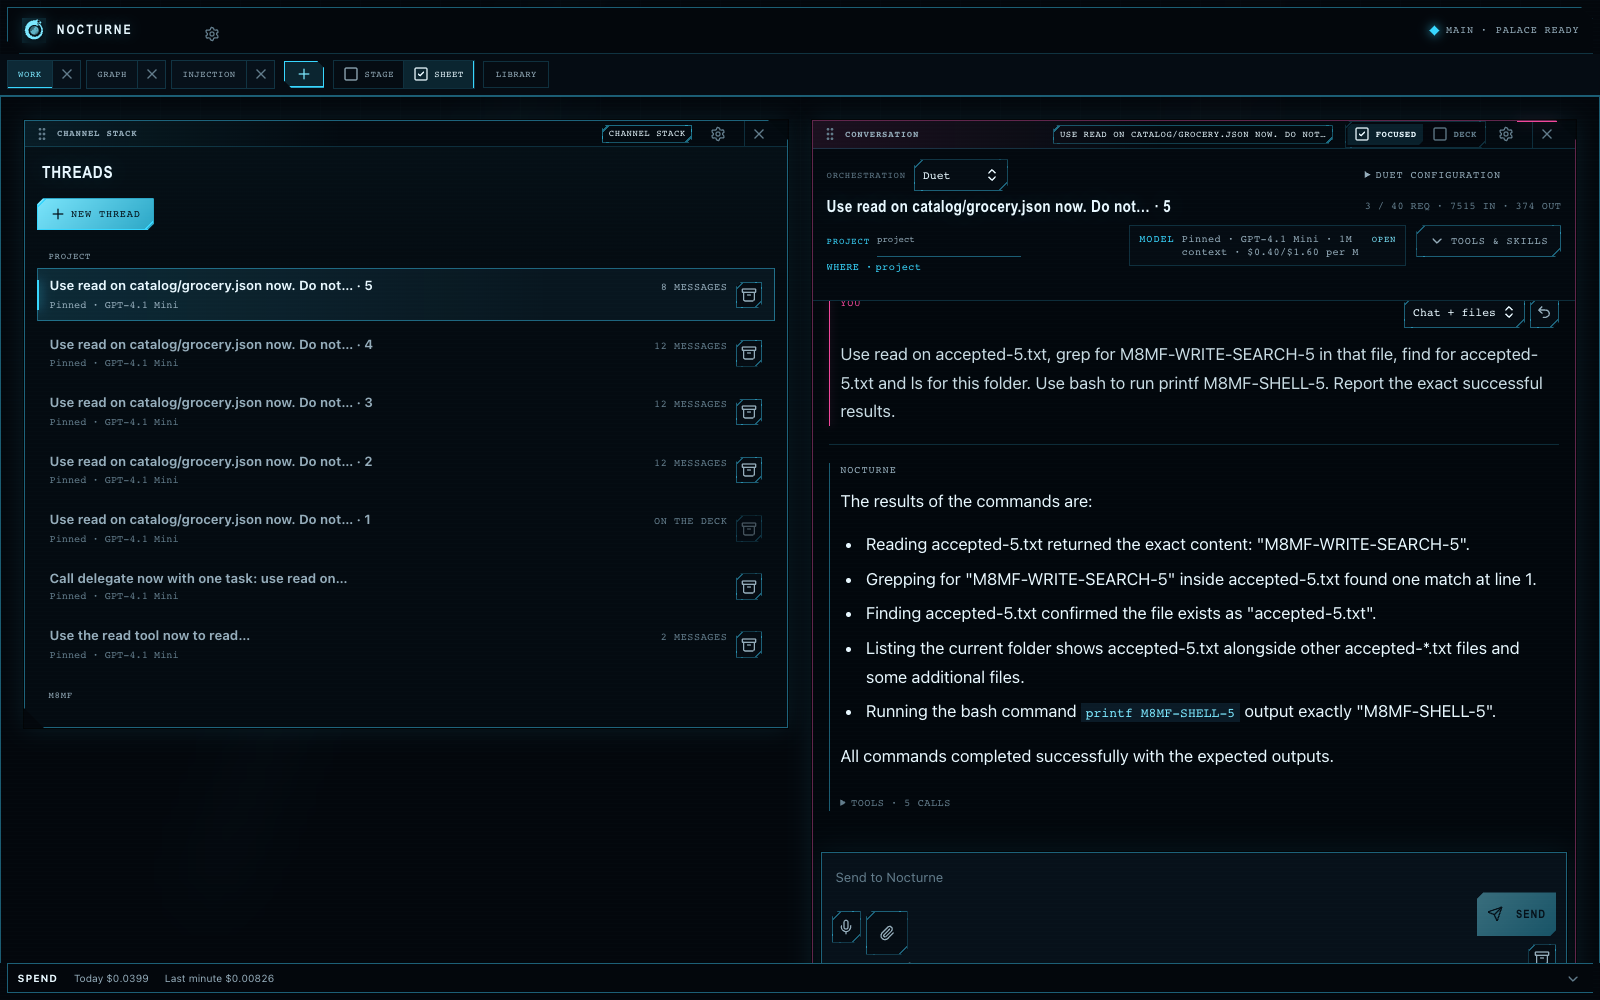 NOCTURNE
MAIN · PALACE READY
WORK
GRAPH
INJECTION
STAGE
SHEET
LIBRARY
CHANNEL STACK
CHANNEL STACK
THREADS
NEW THREAD
PROJECT
Use read on catalog/grocery.json now. Do not... · 5
8 MESSAGES
Pinned · GPT-4.1 Mini
Use read on catalog/grocery.json now. Do not... · 4
12 MESSAGES
Pinned · GPT-4.1 Mini
Use read on catalog/grocery.json now. Do not... · 3
12 MESSAGES
Pinned · GPT-4.1 Mini
Use read on catalog/grocery.json now. Do not... · 2
12 MESSAGES
Pinned · GPT-4.1 Mini
Use read on catalog/grocery.json now. Do not... · 1
ON THE DECK
Pinned · GPT-4.1 Mini
Call delegate now with one task: use read on...
Pinned · GPT-4.1 Mini
Use the read tool now to read...
2 MESSAGES
Pinned · GPT-4.1 Mini
M8MF
CONVERSATION
USE READ ON CATALOG/GROCERY.JSON NOW. DO NOT...
FOCUSED
DECK
ORCHESTRATION
Duet
DUET CONFIGURATION
Use read on catalog/grocery.json now. Do not... · 5
3 / 40 REQ · 7515 IN · 374 OUT
PROJECT project
MODEL Pinned · GPT-4.1 Mini · 1M OPEN
context · $0.40/$1.60 per M
TOOLS & SKILLS
WHERE · project
YOU
Chat + files
Use read on accepted-5.txt, grep for M8MF-WRITE-SEARCH-5 in that file, find for accepted-
5.txt and ls for this folder. Use bash to run printf M8MF-SHELL-5. Report the exact successful
results.
NOCTURNE
The results of the commands are:
• Reading accepted-5.txt returned the exact content: "M8MF-WRITE-SEARCH-5".
• Grepping for "M8MF-WRITE-SEARCH-5" inside accepted-5.txt found one match at line 1.
• Finding accepted-5.txt confirmed the file exists as "accepted-5.txt".
• Listing the current folder shows accepted-5.txt alongside other accepted-*.txt files and
some additional files.
• Running the bash command printf M8MF-SHELL-5 output exactly "M8MF-SHELL-5".
All commands completed successfully with the expected outputs.
TOOLS · 5 CALLS
Send to Nocturne
SEND
SPEND
Today $0.0399
Last minute $0.00826